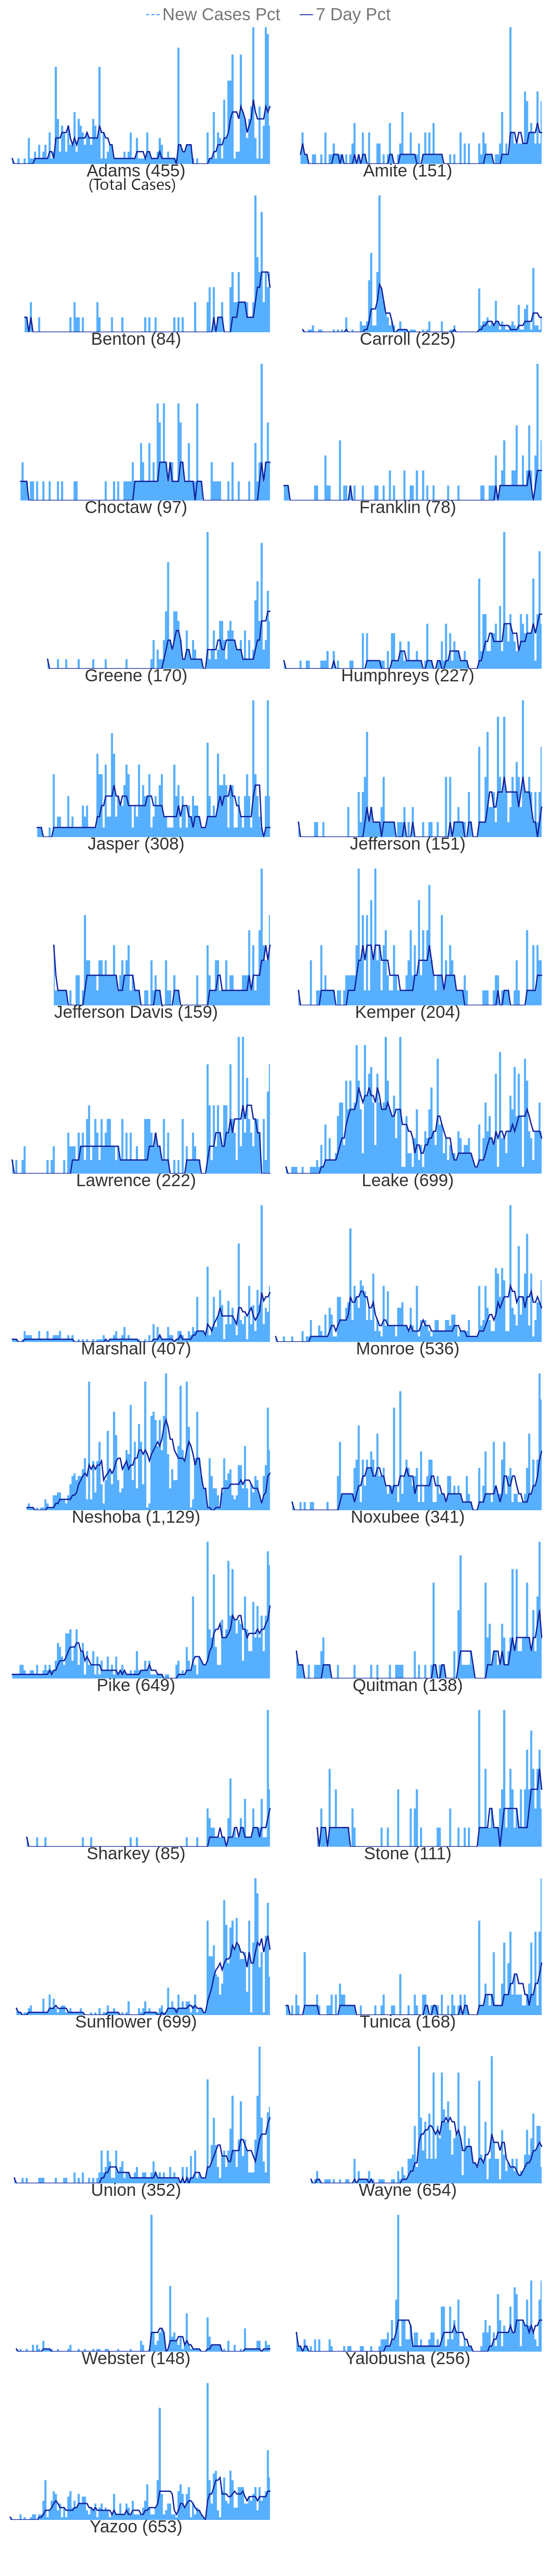 New Cases Pct 7 Day Pct
Adams (455) Amite (151)
(Total Cases)
Benton (84) Carroll (225)
Choctaw (97) Franklin (78)
Greene (170) Humphreys (227)
Jasper (308) Jefferson (151)
Jefferson Davis (159) Kemper (204)
Lawrence (222) Leake (699)
Marshall (407) Monroe (536)
Neshoba (1,129) Noxubee (341)
Pike (649) Quitman (138)
Sharkey (85) Stone (111)
Sunflower (699) Tunica (168)
Union (352) Wayne (654)
Webster (148) Yalobusha (256)
Yazoo (653)